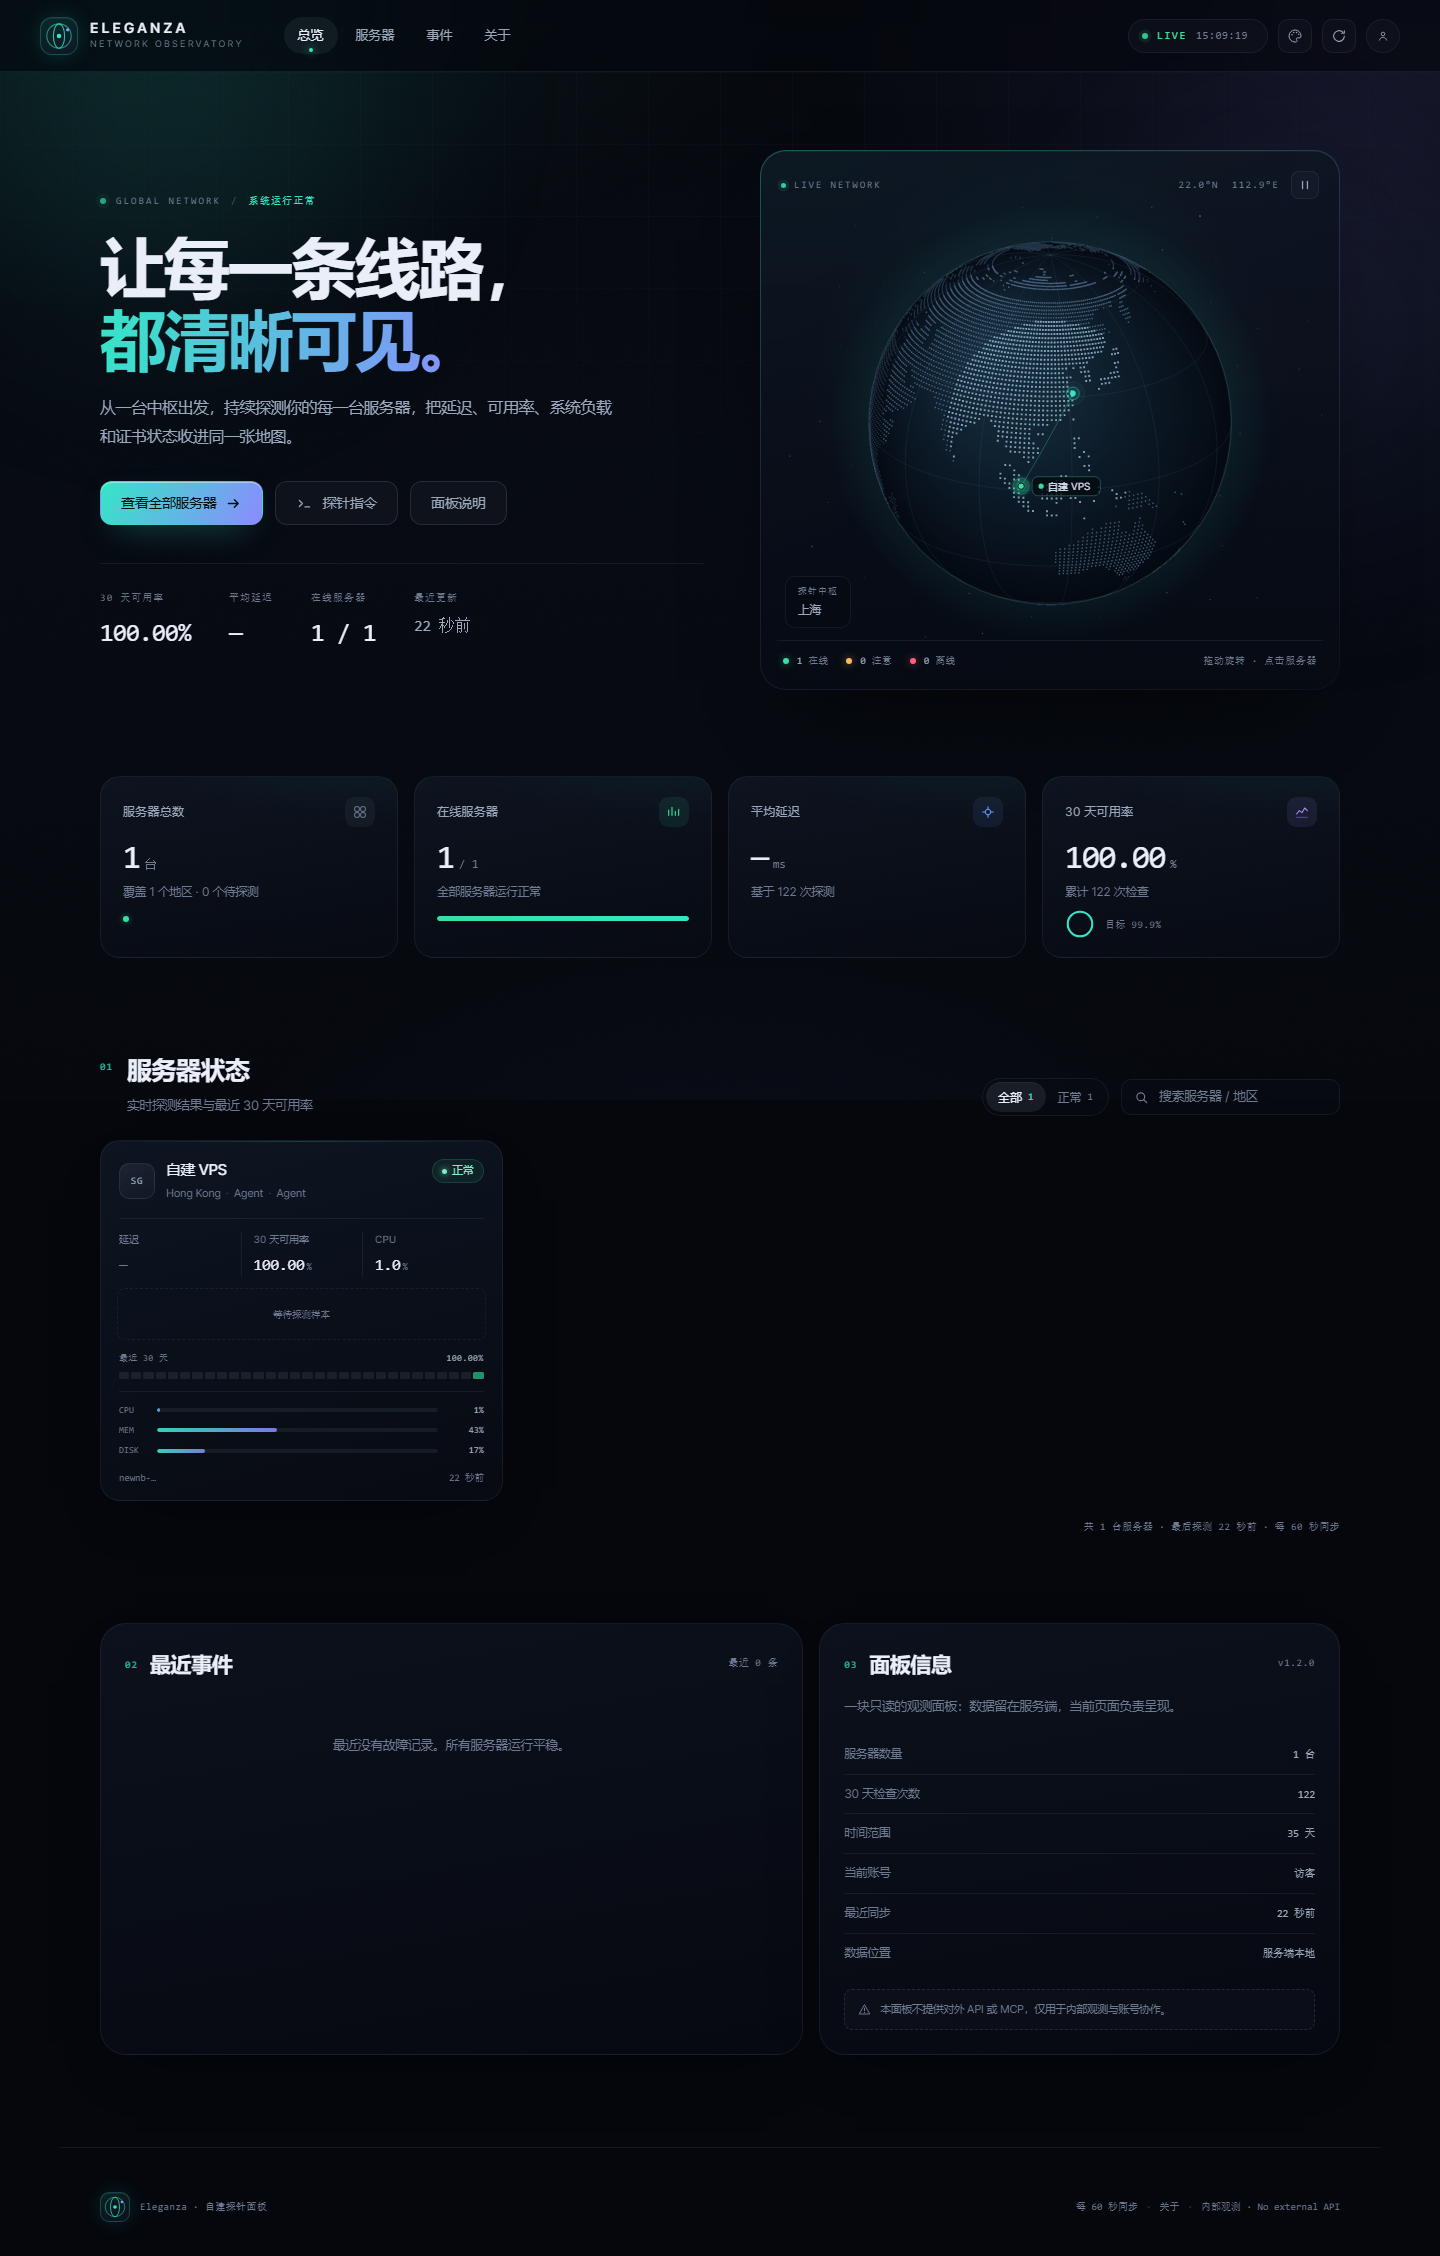 ELEGANZA
NETWORK OBSERVATORY
总览
服务器
事件
关于
LIVE 15:09:19
GLOBAL NETWORK / 系统运行正常
让每一条线路，
都清晰可见。
从一台中枢出发，持续探测你的每一台服务器，把延迟、可用率、系统负载
和证书状态收进同一张地图。
查看全部服务器 →
>_ 探针指令
面板说明
30 天可用率
100.00%
平均延迟
—
在线服务器
1 / 1
最近更新
22 秒前
LIVE NETWORK
22.0°N 112.9°E
自建 VPS
探针中枢
上海
1 在线
0 注意
0 离线
拖动旋转 · 点击服务器
服务器总数
1 台
覆盖 1 个地区 · 0 个待探测
在线服务器
1 / 1
全部服务器运行正常
平均延迟
— ms
基于 122 次探测
30 天可用率
100.00 %
累计 122 次检查
目标 99.9%
01 服务器状态
实时探测结果与最近 30 天可用率
全部 1
正常 1
搜索服务器 / 地区
SG
自建 VPS
Hong Kong · Agent · Agent
正常
延迟
—
30 天可用率
100.00%
CPU
1.0%
等待探测样本
最近 30 天 100.00%
CPU 1%
MEM 43%
DISK 17%
newnb-… 22 秒前
共 1 台服务器 · 最后探测 22 秒前 · 每 60 秒同步
02 最近事件
最近 0 条
最近没有故障记录。所有服务器运行平稳。
03 面板信息
v1.2.0
一块只读的观测面板：数据留在服务端，当前页面负责呈现。
服务器数量 1 台
30 天检查次数 122
时间范围 35 天
当前账号 访客
最近同步 22 秒前
数据位置 服务端本地
本面板不提供对外 API 或 MCP，仅用于内部观测与账号协作。
Eleganza · 自建探针面板
每 60 秒同步 · 关于 · 内部观测 · No external API